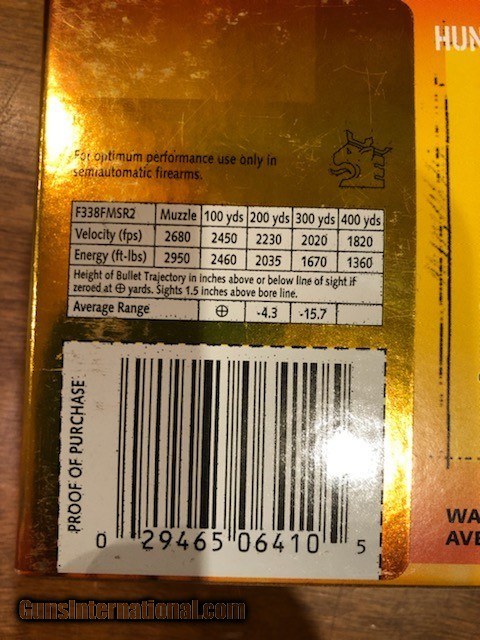 HUN
For optimum performance use only in
semiautomatic firearms.
F338FMSR2 Muzzle 100 yds 200 yds 300 yds 400 yds
Velocity (fps) 2680 2450 2230 2020 1820
Energy (ft-lbs) 2950 2460 2035 1670 1360
Height of Bullet Trajectory in inches above or below line of sight if
zeroed at ⊕ yards. Sights 1.5 inches above bore line.
Average Range ⊕ -4.3 -15.7
PROOF OF PURCHASE
0 29465 06410 5
WA
AVE
GunsInternational.com